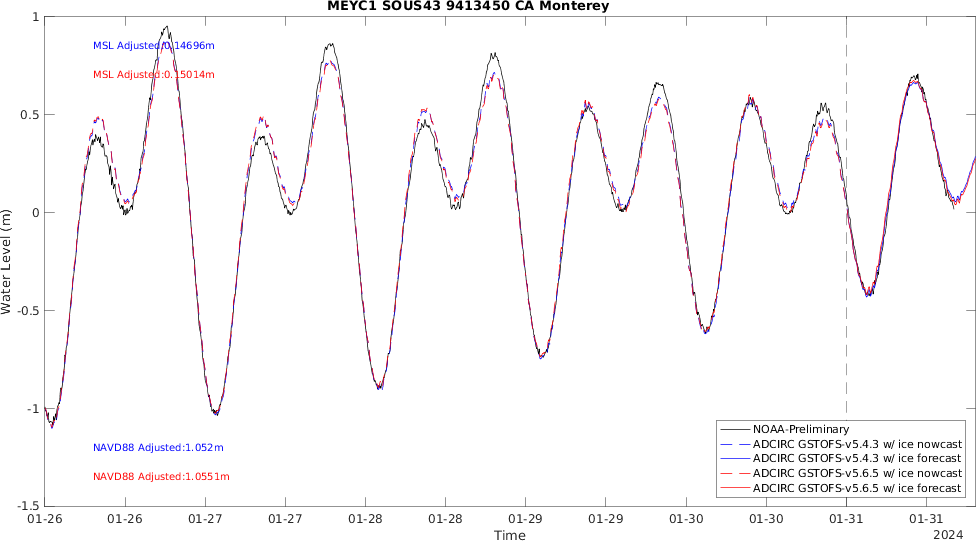 MEYC1 SOUS43 9413450 CA Monterey
MSL Adjusted:0.14696m
MSL Adjusted:0.15014m
NAVD88 Adjusted:1.052m
NAVD88 Adjusted:1.0551m
Water Level (m)
1
0.5
0
-0.5
-1
-1.5
NOAA-Preliminary
ADCIRC GSTOFS-v5.4.3 w/ ice nowcast
ADCIRC GSTOFS-v5.4.3 w/ ice forecast
ADCIRC GSTOFS-v5.6.5 w/ ice nowcast
ADCIRC GSTOFS-v5.6.5 w/ ice forecast
01-26 01-26 01-27 01-27 01-28 01-28 01-29 01-29 01-30 01-30 01-31 01-31
Time
2024